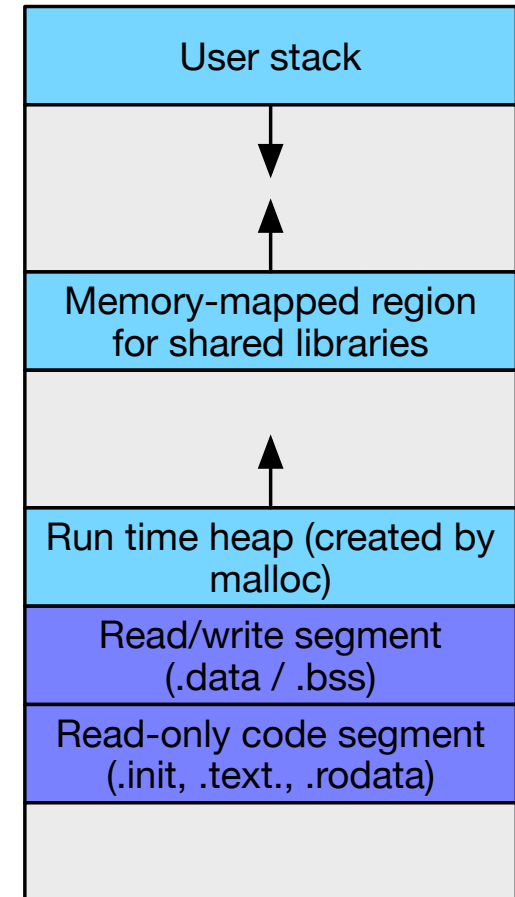 User stack
Memory-mapped region
for shared libraries
Run time heap (created by
malloc)
Read/write segment
(.data / .bss)
Read-only code segment
(.init, .text., .rodata)